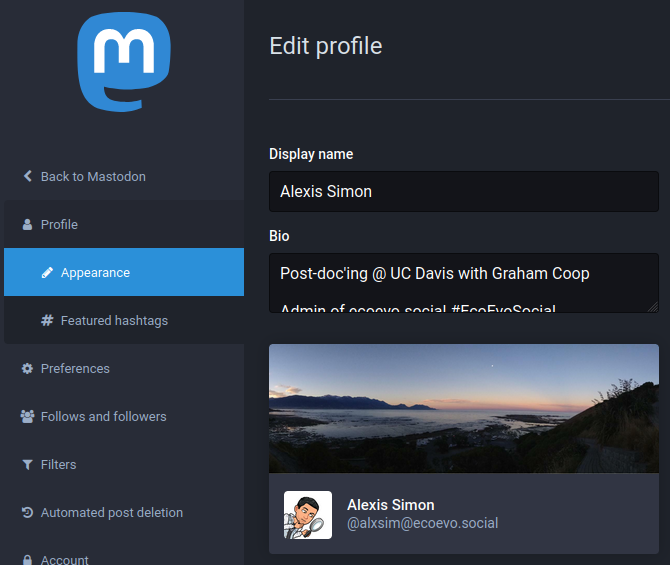 Edit profile
Back to Mastodon
Profile
Appearance
Featured hashtags
Preferences
Follows and followers
Filters
Automated post deletion
Account
Display name
Alexis Simon
Bio
Post-doc'ing @ UC Davis with Graham Coop
Admin of ecoevo.social #EcoEvoSocial
Alexis Simon
@alxsim@ecoevo.social